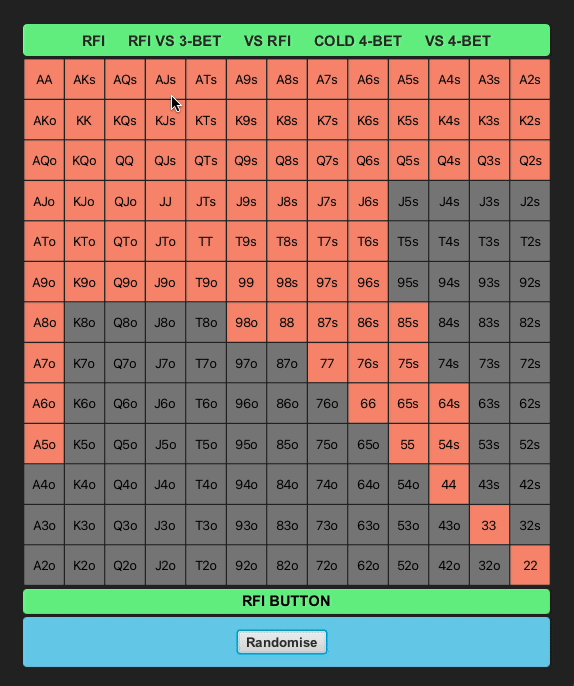 RFI RFI VS 3-BET VS RFI COLD 4-BET VS 4-BET
AA AKs AQs AJs ATs A9s A8s A7s A6s A5s A4s A3s A2s
AKo KK KQs KJs KTs K9s K8s K7s K6s K5s K4s K3s K2s
AQo KQo QQ QJs QTs Q9s Q8s Q7s Q6s Q5s Q4s Q3s Q2s
AJo KJo QJo JJ JTs J9s J8s J7s J6s J5s J4s J3s J2s
ATo KTo QTo JTo TT T9s T8s T7s T6s T5s T4s T3s T2s
A9o K9o Q9o J9o T9o 99 98s 97s 96s 95s 94s 93s 92s
A8o K8o Q8o J8o T8o 98o 88 87s 86s 85s 84s 83s 82s
A7o K7o Q7o J7o T7o 97o 87o 77 76s 75s 74s 73s 72s
A6o K6o Q6o J6o T6o 96o 86o 76o 66 65s 64s 63s 62s
A5o K5o Q5o J5o T5o 95o 85o 75o 65o 55 54s 53s 52s
A4o K4o Q4o J4o T4o 94o 84o 74o 64o 54o 44 43s 42s
A3o K3o Q3o J3o T3o 93o 83o 73o 63o 53o 43o 33 32s
A2o K2o Q2o J2o T2o 92o 82o 72o 62o 52o 42o 32o 22
RFI BUTTON
Randomise